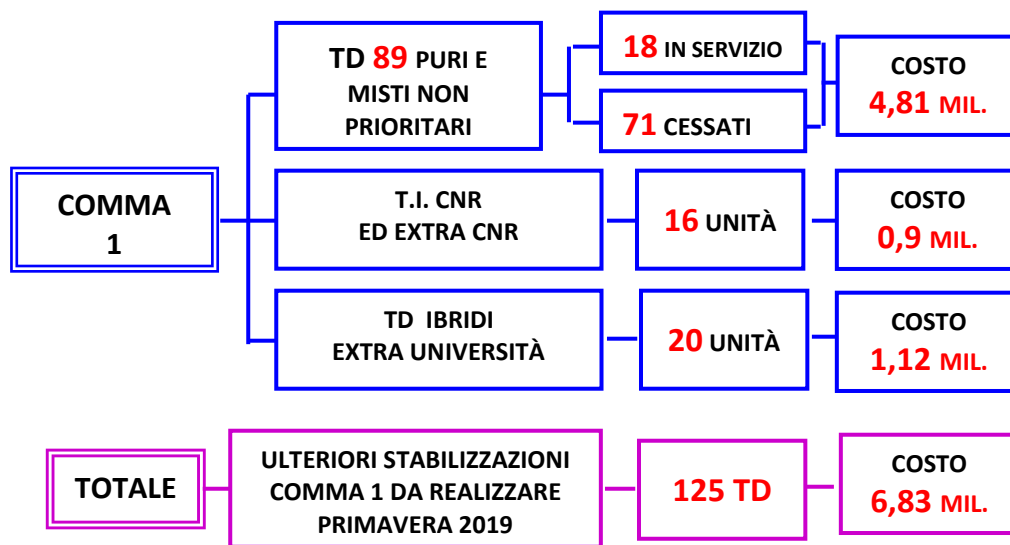 COMMA
1
TD 89 PURI E
MISTI NON
PRIORITARI
18 IN SERVIZIO
71 CESSATI
COSTO
4,81 MIL.
T.I. CNR
ED EXTRA CNR
16 UNITÀ
COSTO
0,9 MIL.
TD IBRIDI
EXTRA UNIVERSITÀ
20 UNITÀ
COSTO
1,12 MIL.
TOTALE
ULTERIORI STABILIZZAZIONI
COMMA 1 DA REALIZZARE
PRIMAVERA 2019
125 TD
COSTO
6,83 MIL.